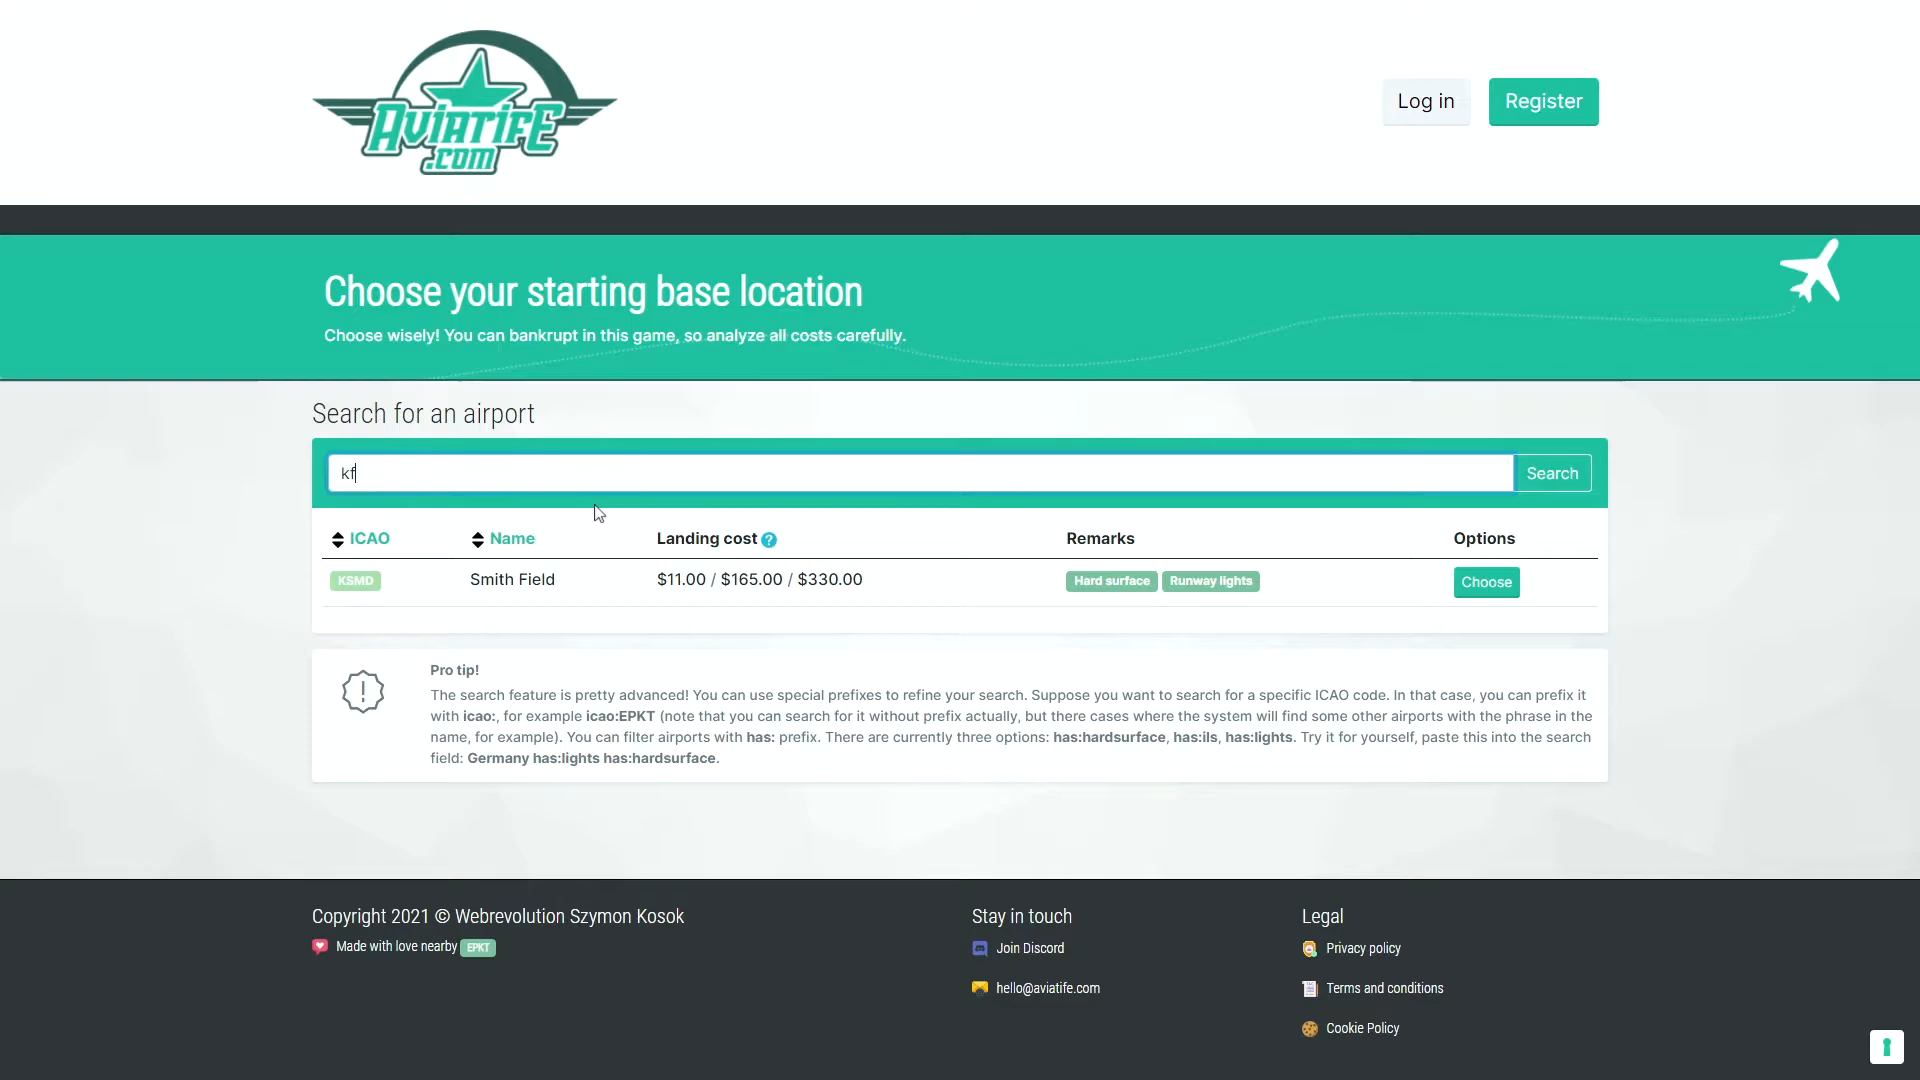 AVIATIFE
.COM
Log in
Register
Choose your starting base location
Choose wisely! You can bankrupt in this game, so analyze all costs carefully.
Search for an airport
kf
Search
ICAO
Name
Landing cost ?
Remarks
Options
KSMD
Smith Field
$11.00 / $165.00 / $330.00
Hard surface
Runway lights
Choose
Pro tip!
The search feature is pretty advanced! You can use special prefixes to refine your search. Suppose you want to search for a specific ICAO code. In that case, you can prefix it
with icao:, for example icao:EPKT (note that you can search for it without prefix actually, but there cases where the system will find some other airports with the phrase in the
name, for example). You can filter airports with has: prefix. There are currently three options: has:hardsurface, has:ils, has:lights. Try it for yourself, paste this into the search
field: Germany has:lights has:hardsurface.
Copyright 2021 © Webrevolution Szymon Kosok
Made with love nearby EPKT
Stay in touch
Join Discord
hello@aviatife.com
Legal
Privacy policy
Terms and conditions
Cookie Policy